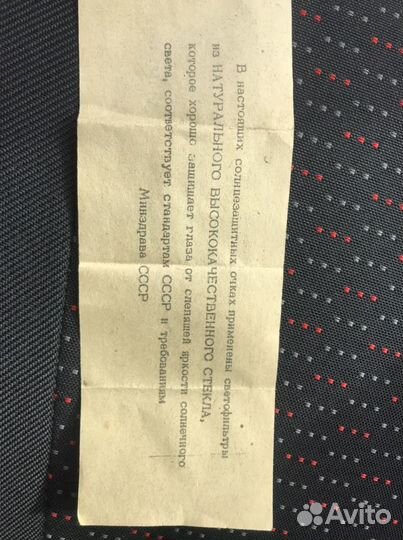 В настоящих солнцезащитных очках применены светофильтры
из НАТУРАЛЬНОГО ВЫСОКОКАЧЕСТВЕННОГО СТЕКЛА,
которое хорошо защищает глаза от слепящей яркости солнечного
света, соответствует стандартам СССР и требованиям
Минздрава СССР
Avito